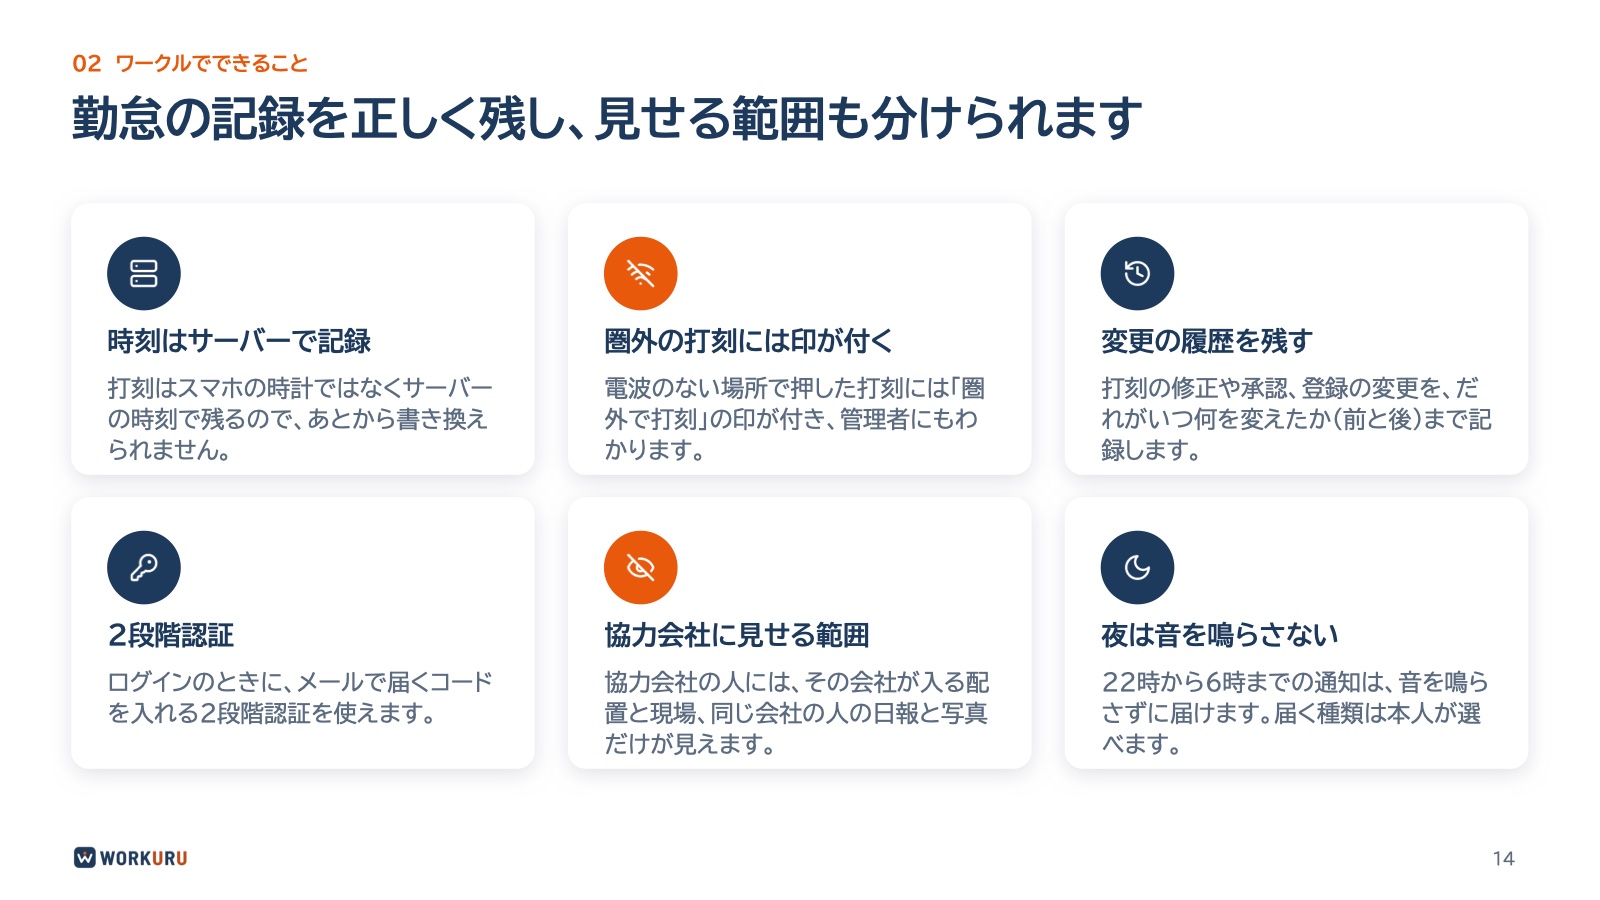 02 ワークルでできること
勤怠の記録を正しく残し、見せる範囲も分けられます
時刻はサーバーで記録
打刻はスマホの時計ではなくサーバー
の時刻で残るので、あとから書き換え
られません。
圏外の打刻には印が付く
電波のない場所で押した打刻には「圏
外で打刻」の印が付き、管理者にもわ
かります。
変更の履歴を残す
打刻の修正や承認、登録の変更を、だ
れがいつ何を変えたか(前と後)まで記
録します。
2段階認証
ログインのときに、メールで届くコード
を入れる2段階認証を使えます。
協力会社に見せる範囲
協力会社の人には、その会社が入る配
置と現場、同じ会社の人の日報と写真
だけが見えます。
夜は音を鳴らさない
22時から6時までの通知は、音を鳴ら
さずに届けます。届く種類は本人が選
べます。
WORKURU
14